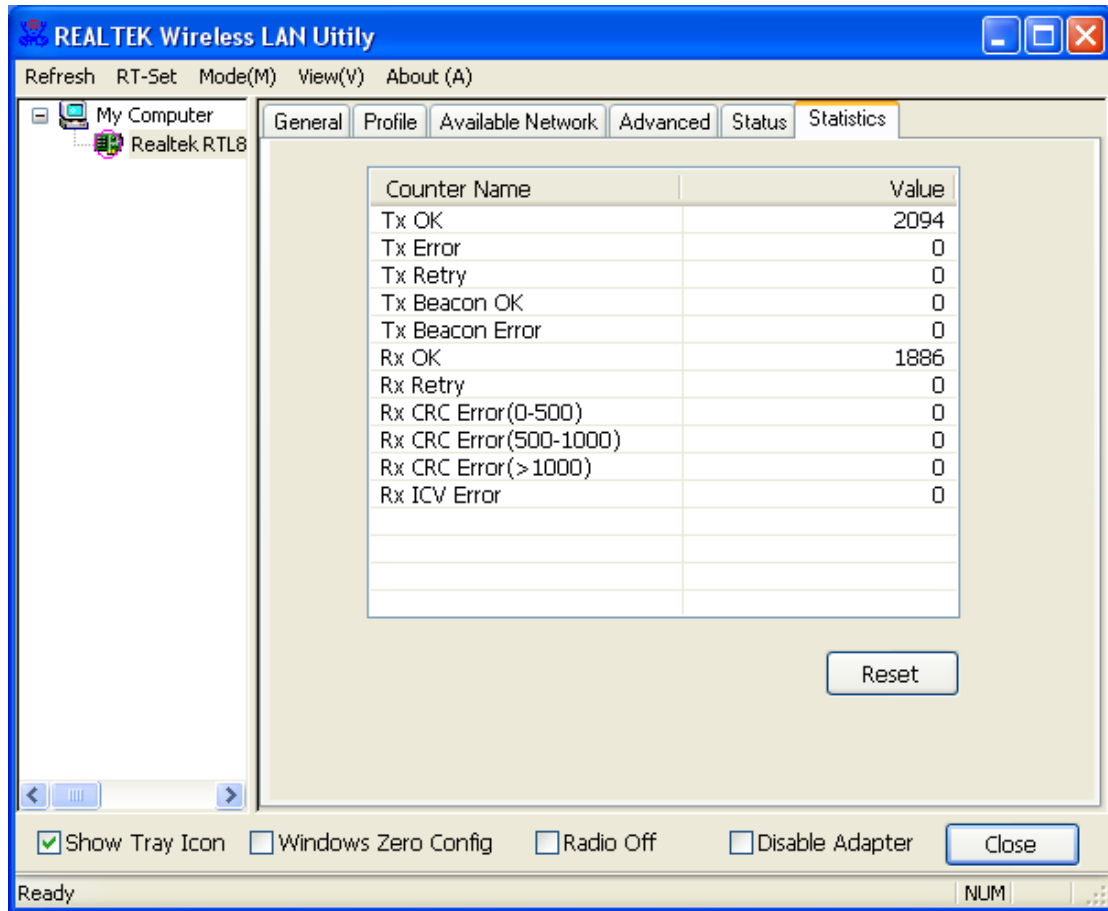 REALTEK Wireless LAN Uitily
Refresh RT-Set Mode(M) View(V) About (A)
My Computer
Realtek RTL8
General Profile Available Network Advanced Status Statistics
Counter Name Value
Tx OK 2094
Tx Error 0
Tx Retry 0
Tx Beacon OK 0
Tx Beacon Error 0
Rx OK 1886
Rx Retry 0
Rx CRC Error(0-500) 0
Rx CRC Error(500-1000) 0
Rx CRC Error(>1000) 0
Rx ICV Error 0
Reset
Show Tray Icon Windows Zero Config Radio Off Disable Adapter Close
Ready NUM